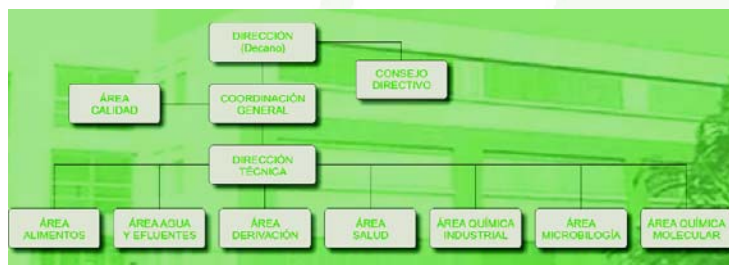 DIRECCIÓN
(Decano)
CONSEJO
DIRECTIVO
ÁREA
CALIDAD
COORDINACIÓN
GENERAL
DIRECCIÓN
TÉCNICA
ÁREA
ALIMENTOS
ÁREA AGUA
Y EFLUENTES
ÁREA
DERIVACIÓN
ÁREA
SALUD
ÁREA QUÍMICA
INDUSTRIAL
ÁREA
MICROBILOGÍA
ÁREA QUÍMICA
MOLECULAR